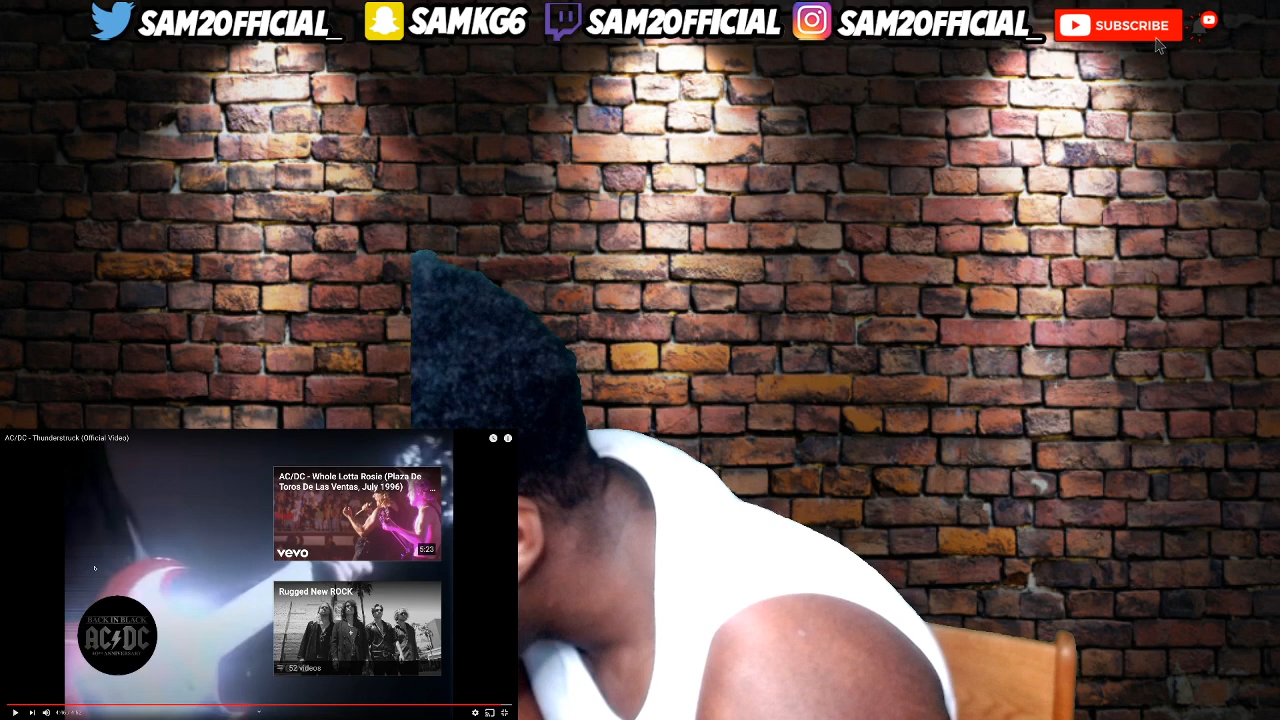 SAM2OFFICIAL_
SAMKG6
SAM2OFFICIAL
SAM2OFFICIAL_
SUBSCRIBE
AC/DC - Thunderstruck (Official Video)
AC/DC - Whole Lotta Rosie (Plaza De
Toros De Las Ventas, July 1996)
vevo
5:23
BACK IN BLACK
AC DC
Rugged New ROCK
52 videos